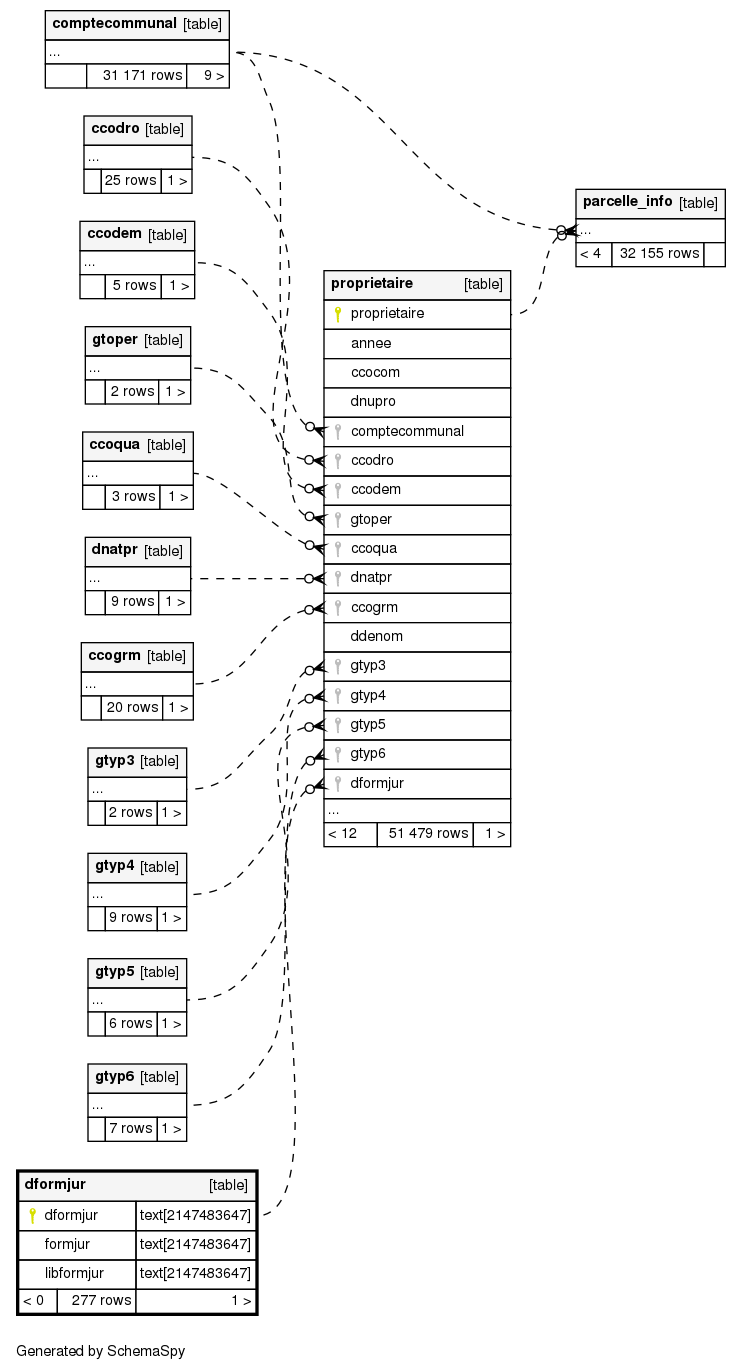 comptecommunal [table]
...
31 171 rows 9 >
ccodro [table]
...
25 rows 1 >
ccodem [table]
...
5 rows 1 >
gtoper [table]
...
2 rows 1 >
ccoqua [table]
...
3 rows 1 >
dnatpr [table]
...
9 rows 1 >
ccogrm [table]
...
20 rows 1 >
gtyp3 [table]
...
2 rows 1 >
gtyp4 [table]
...
9 rows 1 >
gtyp5 [table]
...
6 rows 1 >
gtyp6 [table]
...
7 rows 1 >
dformjur [table]
dformjur text[2147483647]
formjur text[2147483647]
libformjur text[2147483647]
< 0 277 rows 1 >
proprietaire [table]
proprietaire
annee
ccocom
dnupro
comptecommunal
ccodro
ccodem
gtoper
ccoqua
dnatpr
ccogrm
ddenom
gtyp3
gtyp4
gtyp5
gtyp6
dformjur
...
< 12 51 479 rows 1 >
parcelle_info [table]
...
< 4 32 155 rows
Generated by SchemaSpy